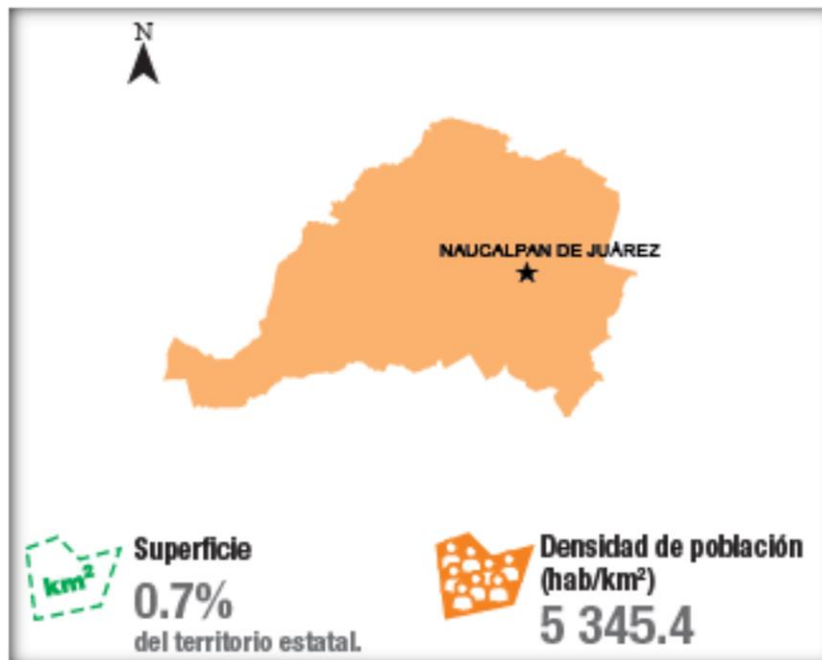 N
NAUCALPAN DE JUÁREZ
km²
Superficie
0.7%
del territorio estatal.
Densidad de población
(hab/km²)
5 345.4